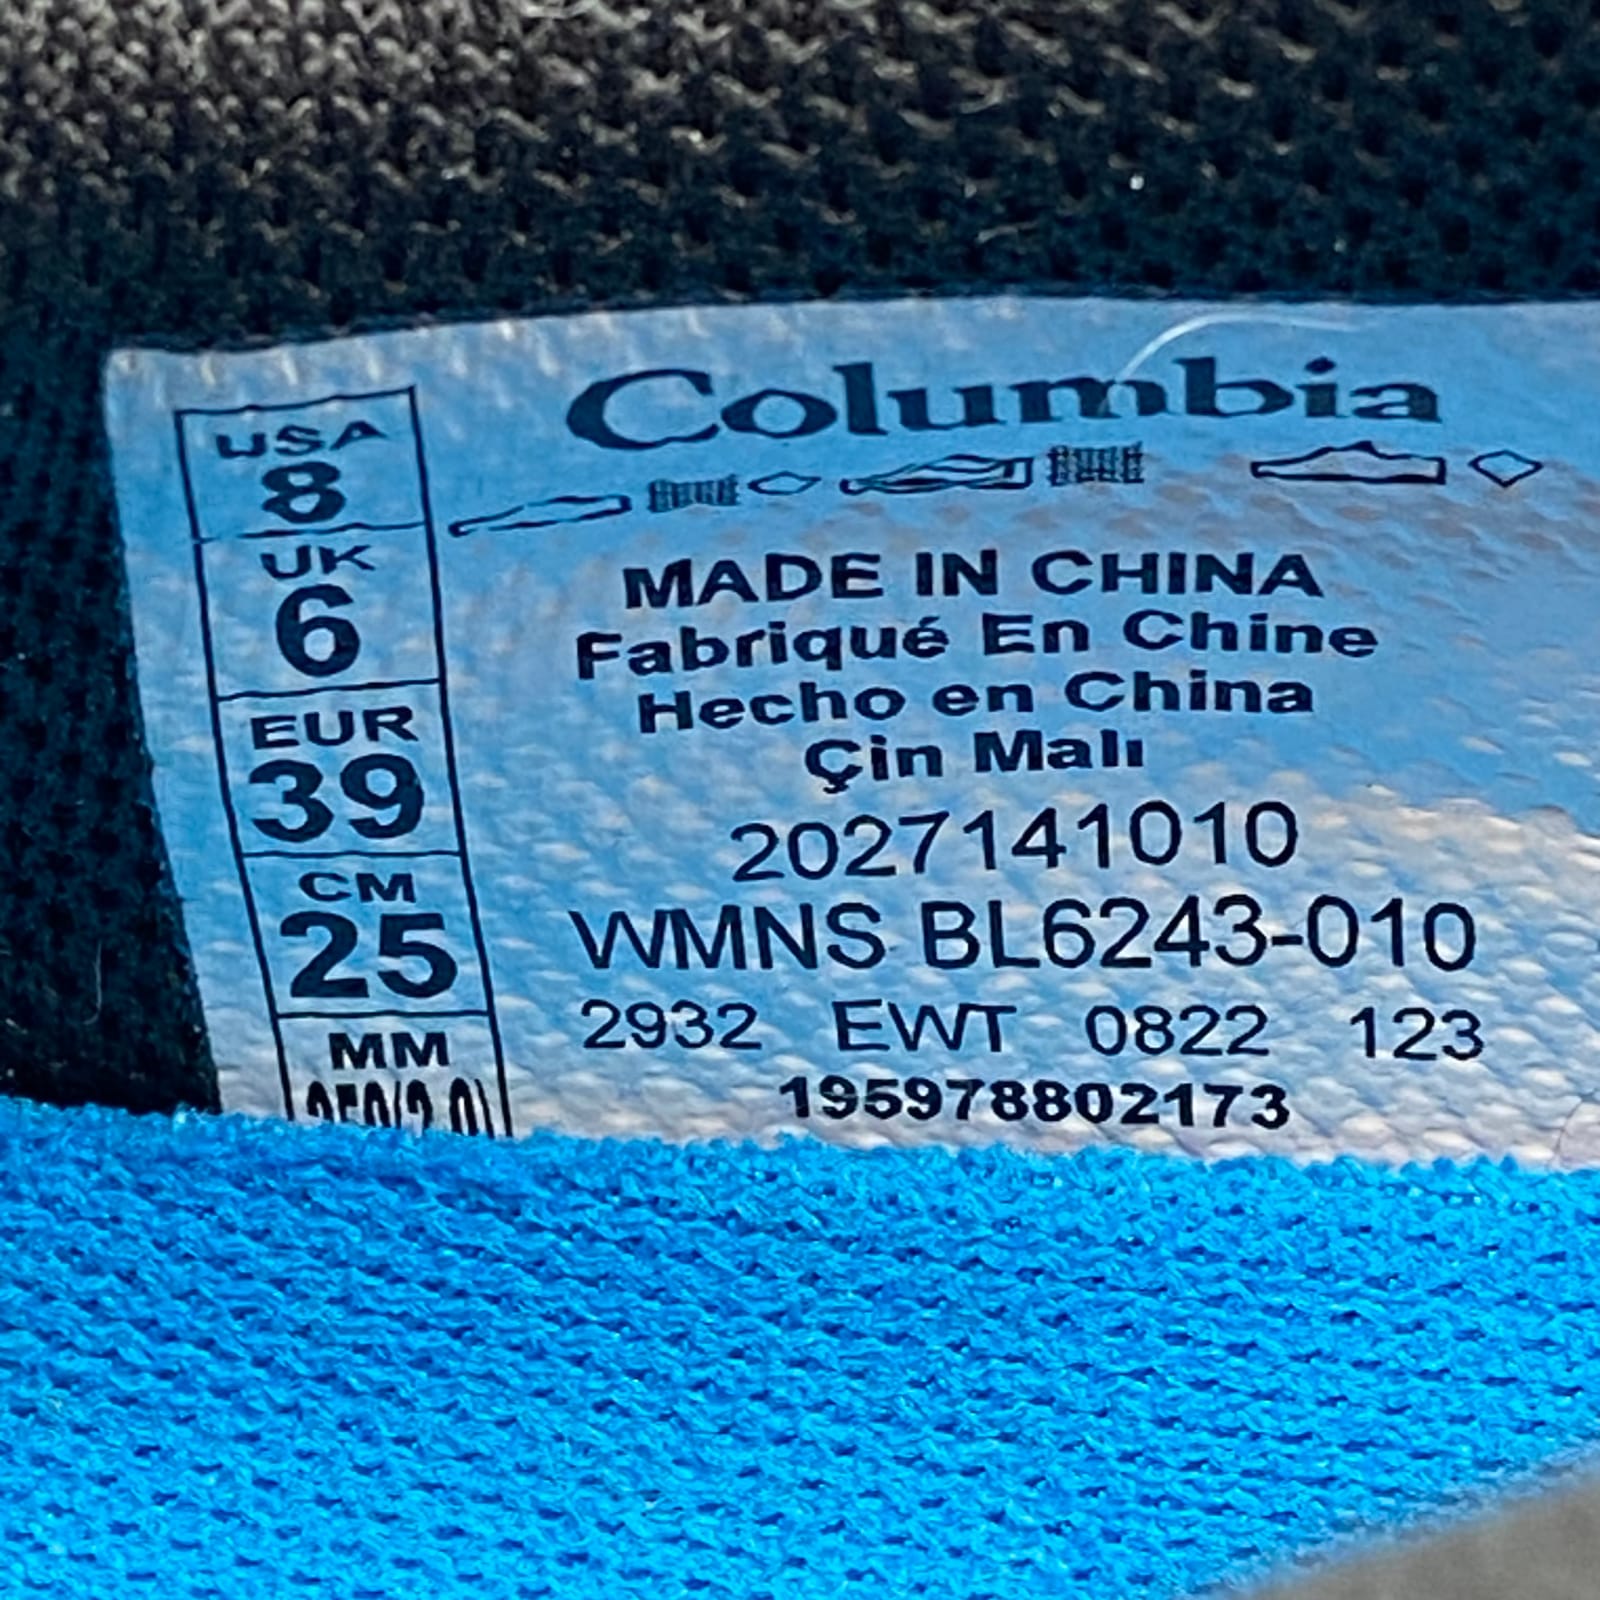 USA
8
UK
6
EUR
39
CM
25
MM
Columbia
MADE IN CHINA
Fabriqué En Chine
Hecho en China
Çin Malı
2027141010
WMNS BL6243-010
2932 EWT 0822 123
195978802173